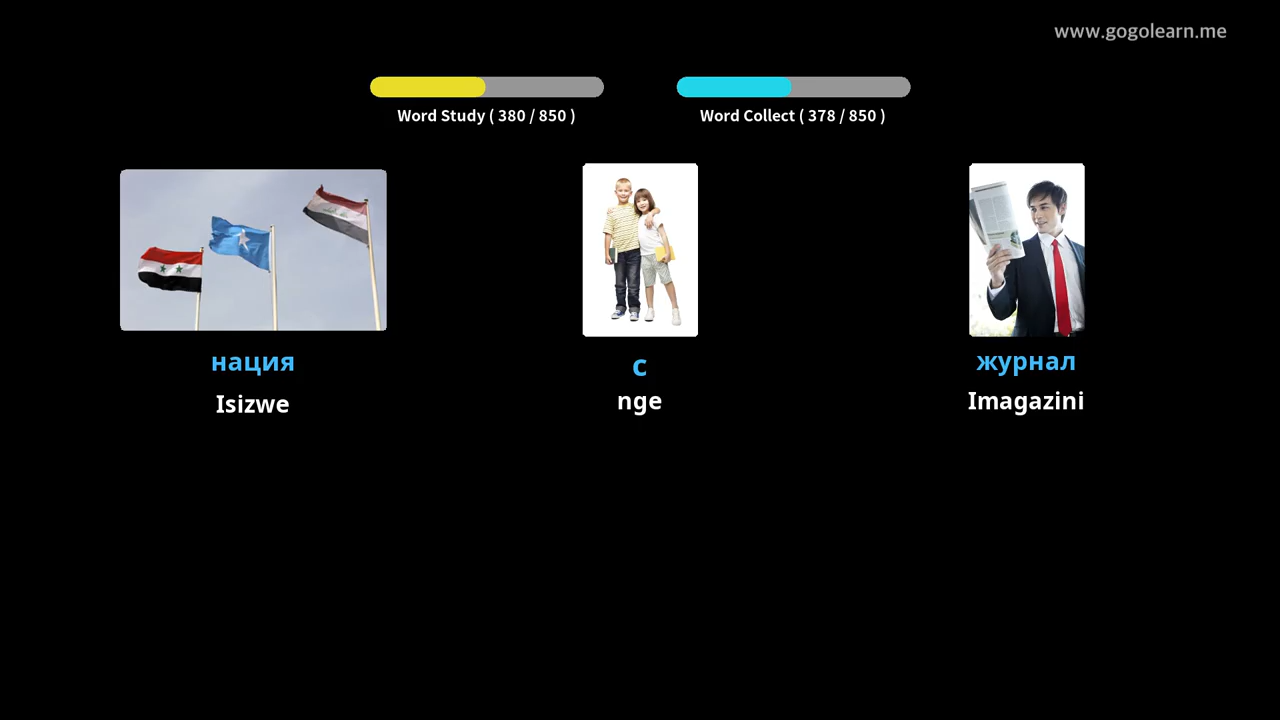 www.gogolearn.me
Word Study ( 380 / 850 )
Word Collect ( 378 / 850 )
нация
Isizwe
с
nge
журнал
Imagazini